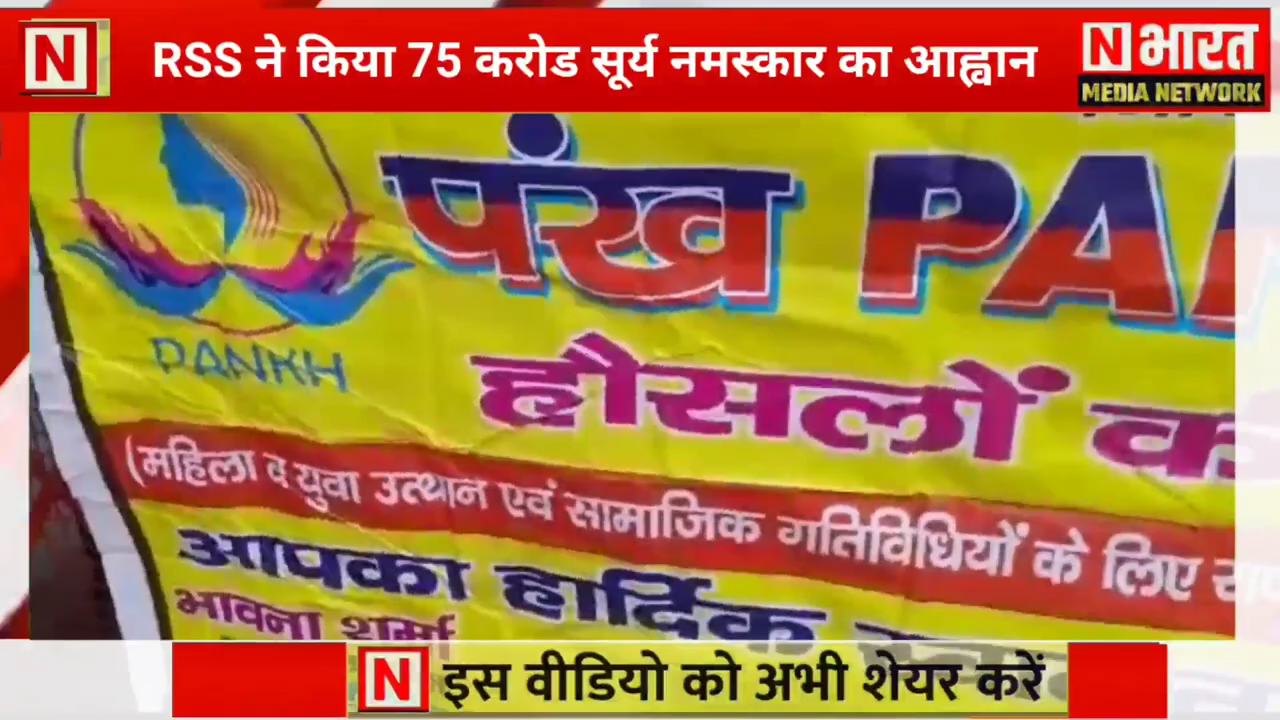 N
RSS ने किया 75 करोड सूर्य नमस्कार का आह्वान
N भारत
MEDIA NETWORK
पंख
PANKH
हौसलों
(महिला व युवा उत्थान एवं सामाजिक गतिविधियों के लिए
आपका हार्दिक
भावना शर्मा
N
इस वीडियो को अभी शेयर करें